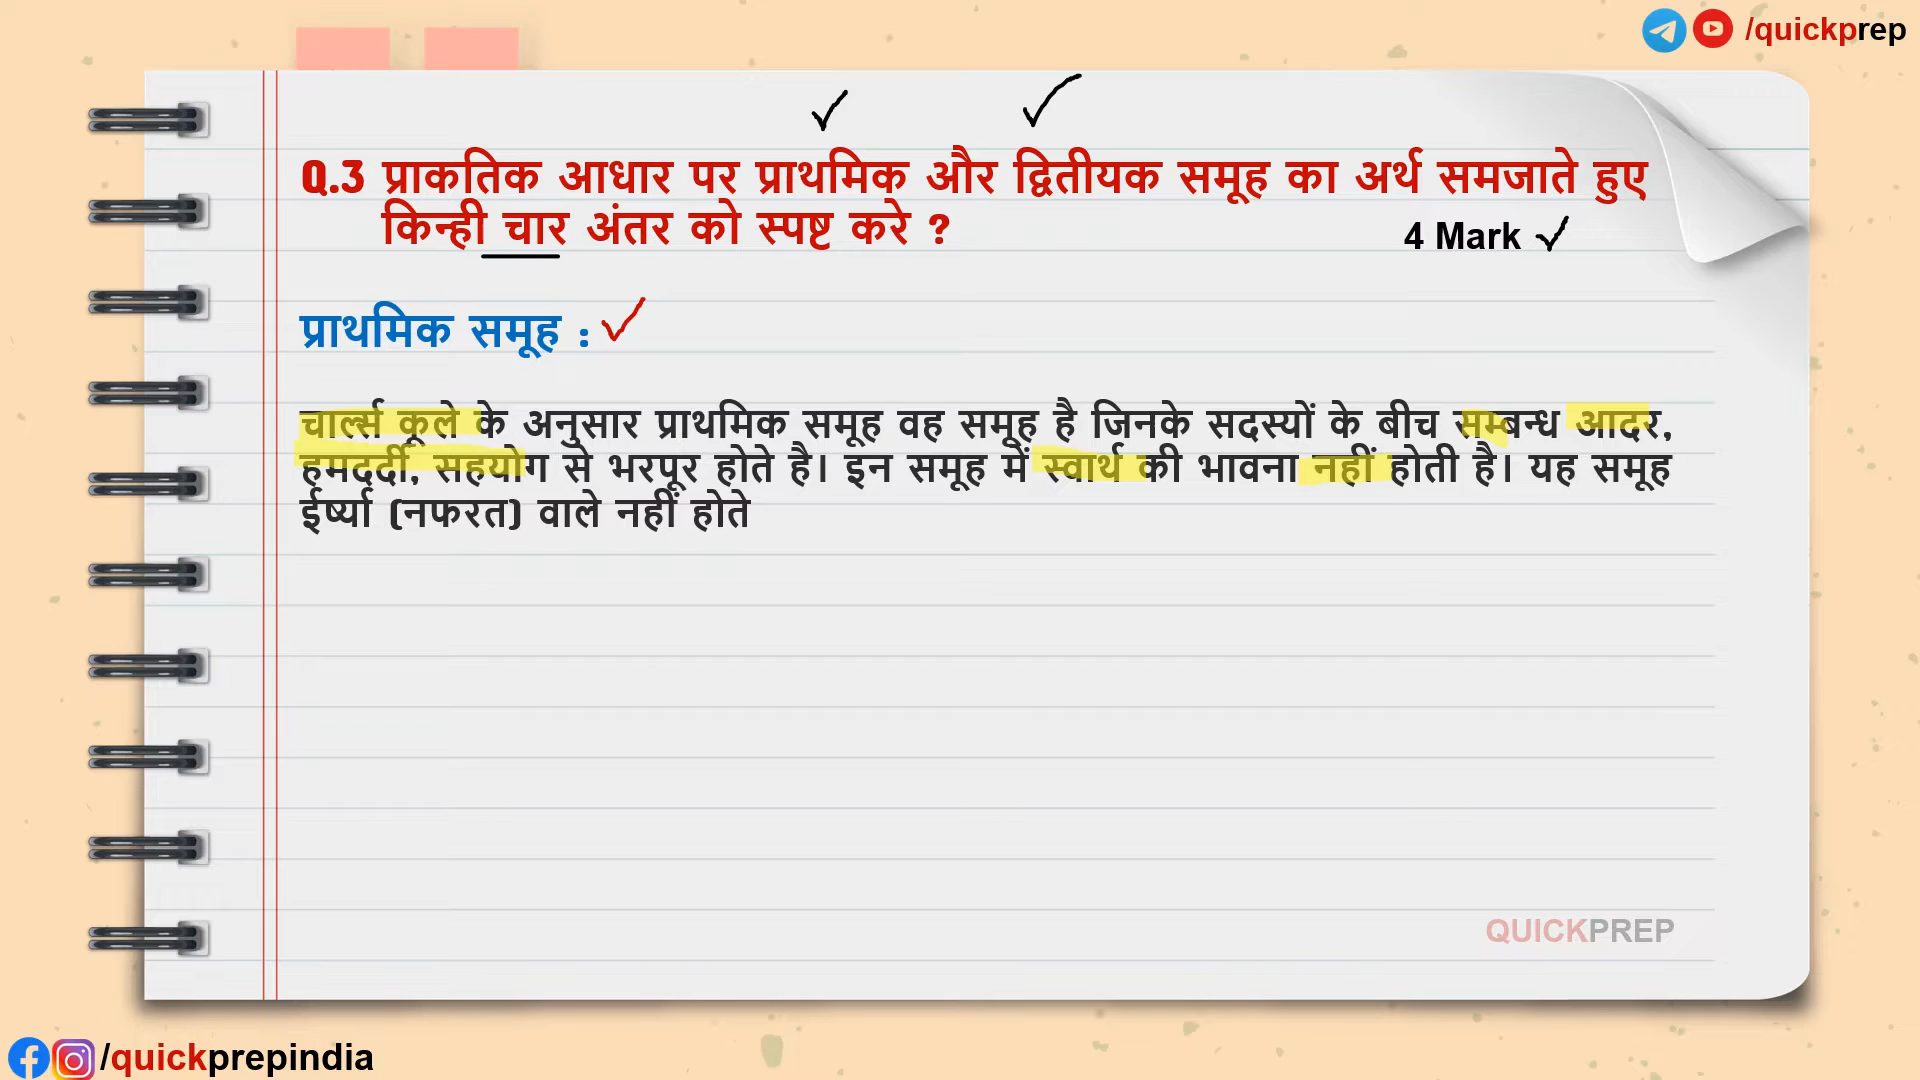 /quickprep
Q.3 प्राकतिक आधार पर प्राथमिक और द्वितीयक समूह का अर्थ समजाते हुए
किन्ही चार अंतर को स्पष्ट करे ?
4 Mark
प्राथमिक समूह :
चार्ल्स कूले के अनुसार प्राथमिक समूह वह समूह है जिनके सदस्यों के बीच सम्बन्ध आदर,
हमदर्दी, सहयोग से भरपूर होते है। इन समूह में स्वार्थ की भावना नहीं होती है। यह समूह
ईर्ष्या (नफरत) वाले नहीं होते
QUICKPREP
/quickprepindia